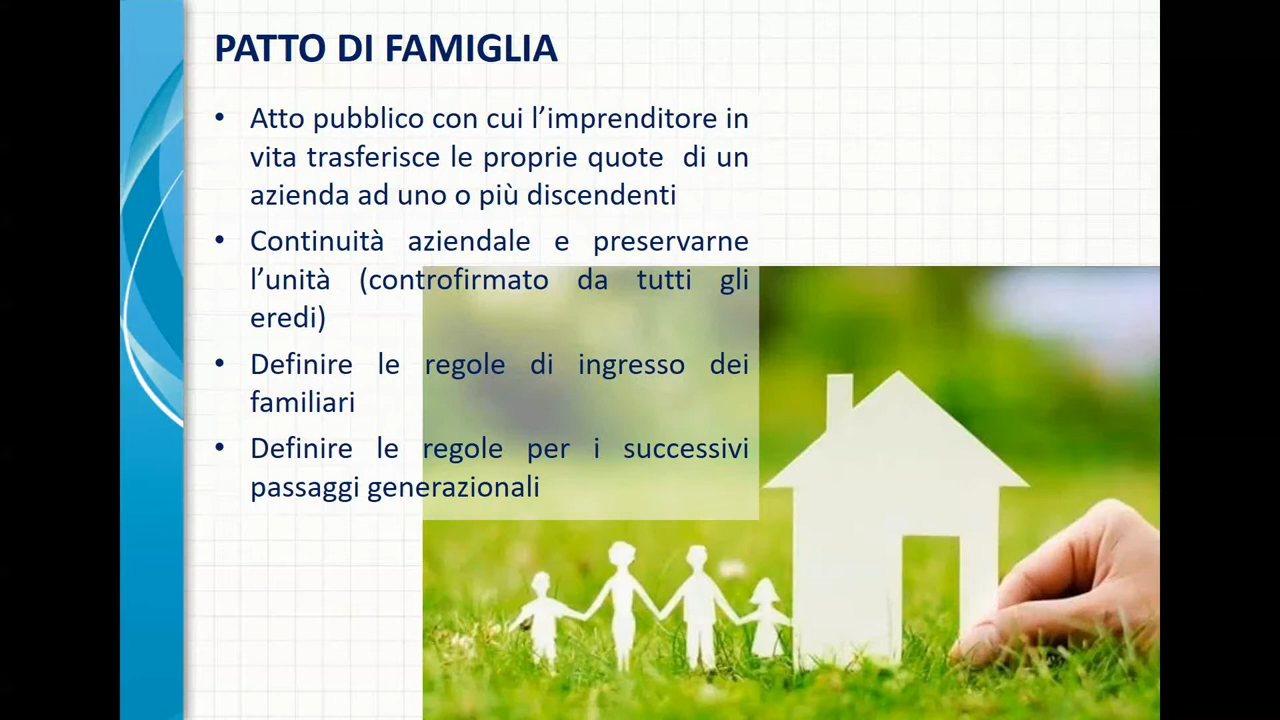 PATTO DI FAMIGLIA
• Atto pubblico con cui l’imprenditore in
vita trasferisce le proprie quote di un
azienda ad uno o più discendenti
• Continuità aziendale e preservarne
l’unità (controfirmato da tutti gli
eredi)
• Definire le regole di ingresso dei
familiari
• Definire le regole per i successivi
passaggi generazionali